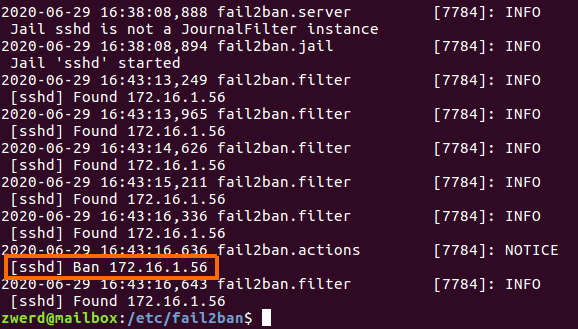 2020-06-29 16:38:08,888 fail2ban.server [7784]: INFO
Jail sshd is not a JournalFilter instance
2020-06-29 16:38:08,894 fail2ban.jail [7784]: INFO
Jail 'sshd' started
2020-06-29 16:43:13,249 fail2ban.filter [7784]: INFO
[sshd] Found 172.16.1.56
2020-06-29 16:43:13,965 fail2ban.filter [7784]: INFO
[sshd] Found 172.16.1.56
2020-06-29 16:43:14,626 fail2ban.filter [7784]: INFO
[sshd] Found 172.16.1.56
2020-06-29 16:43:15,211 fail2ban.filter [7784]: INFO
[sshd] Found 172.16.1.56
2020-06-29 16:43:16,336 fail2ban.filter [7784]: INFO
[sshd] Found 172.16.1.56
2020-06-29 16:43:16,636 fail2ban.actions [7784]: NOTICE
[sshd] Ban 172.16.1.56
2020-06-29 16:43:16,643 fail2ban.filter [7784]: INFO
[sshd] Found 172.16.1.56
zwerd@mailbox:/etc/fail2ban$